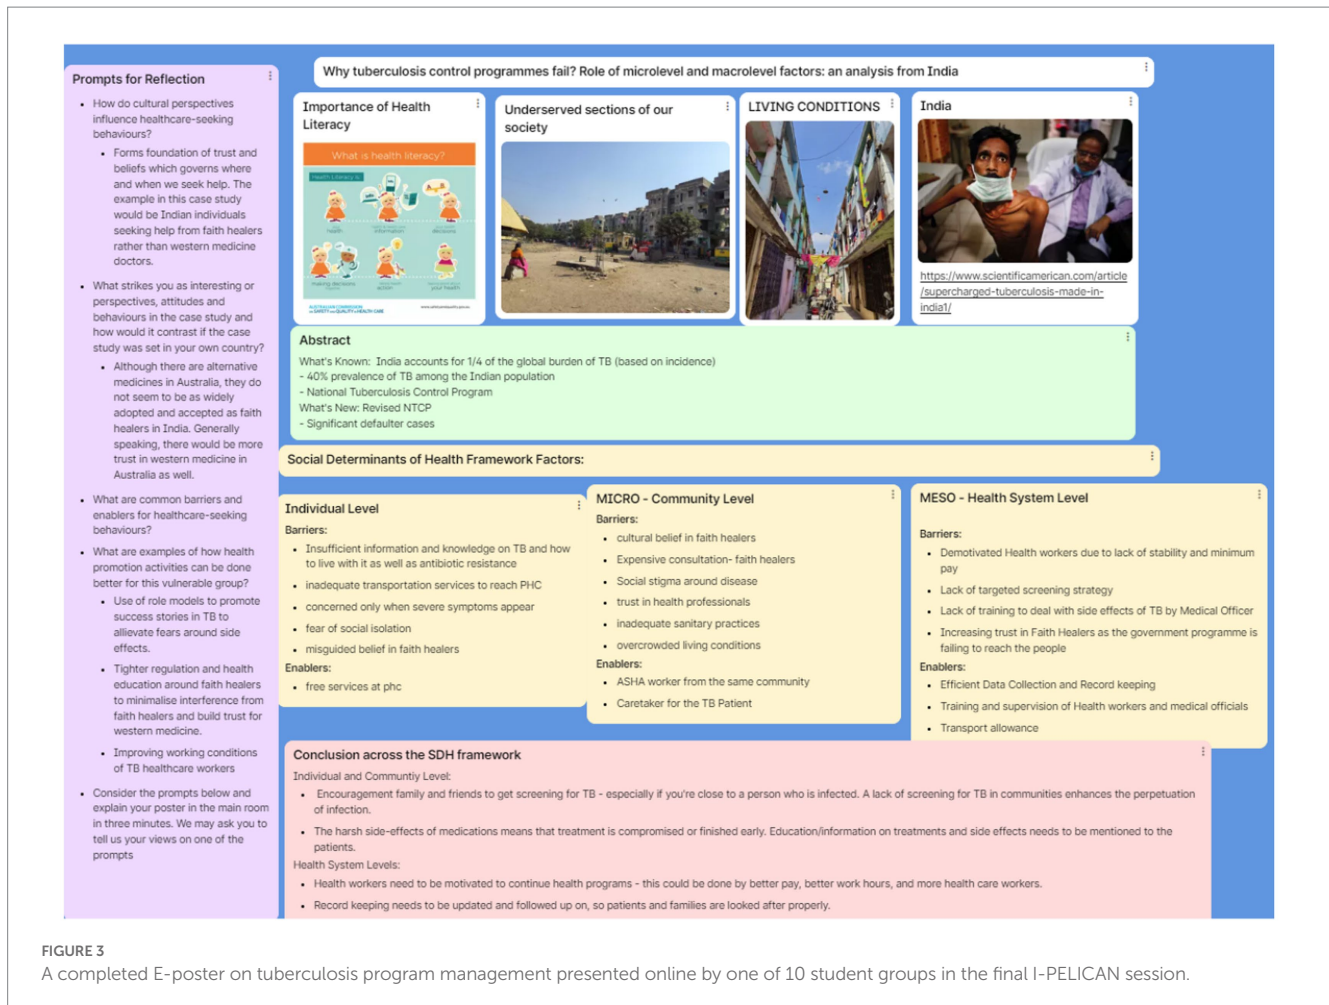 Prompts for Reflection
• How do cultural perspectives
influence healthcare-seeking
behaviours?
• Forms foundation of trust and
beliefs which governs where
and when we seek help. The
example in this case study
would be Indian individuals
seeking help from faith healers
rather than western medicine
doctors.
• What strikes you as interesting or
perspectives, attitudes and
behaviours in the case study and
how would it contrast if the case
study was set in your own country?
• Although there are alternative
medicines in Australia, they do
not seem to be as widely
adopted and accepted as faith
healers in India. Generally
speaking, there would be more
trust in western medicine in
Australia as well.
• What are common barriers and
enablers for healthcare-seeking
behaviours?
• What are examples of how health
promotion activities can be done
better for this vulnerable group?
• Use of role models to promote
success stories in TB to
allievate fears around side
effects.
• Tighter regulation and health
education around faith healers
to minimalise interference from
faith healers and build trust for
western medicine.
• Improving working conditions
of TB healthcare workers
• Consider the prompts below and
explain your poster in the main room
in three minutes. We may ask you to
tell us your views on one of the
prompts
Why tuberculosis control programmes fail? Role of microlevel and macrolevel factors: an analysis from India
Importance of Health
Literacy
What is health literacy?
Health Literacy is:
health
information
decisions
making decisions
action
your health
AUSTRALIAN COMMISSION
ON SAFETY AND QUALITY IN HEALTH CARE
Underserved sections of our
society
LIVING CONDITIONS
India
https://www.scientificamerican.com/article
/supercharged-tuberculosis-made-in-
india1/
Abstract
What's Known: India accounts for 1/4 of the global burden of TB (based on incidence)
- 40% prevalence of TB among the Indian population
- National Tuberculosis Control Program
What's New: Revised NTCP
- Significant defaulter cases
Social Determinants of Health Framework Factors:
Individual Level
Barriers:
• Insufficient information and knowledge on TB and how
to live with it as well as antibiotic resistance
• inadequate transportation services to reach PHC
• concerned only when severe symptoms appear
• fear of social isolation
• misguided belief in faith healers
Enablers:
• free services at phc
MICRO - Community Level
Barriers:
• cultural belief in faith healers
• Expensive consultation- faith healers
• Social stigma around disease
• trust in health professionals
• inadequate sanitary practices
• overcrowded living conditions
Enablers:
• ASHA worker from the same community
• Caretaker for the TB Patient
MESO - Health System Level
Barriers:
• Demotivated Health workers due to lack of stability and minimum
pay
• Lack of targeted screening strategy
• Lack of training to deal with side effects of TB by Medical Officer
• Increasing trust in Faith Healers as the government programme is
failing to reach the people
Enablers:
• Efficient Data Collection and Record keeping
• Training and supervision of Health workers and medical officials
• Transport allowance
Conclusion across the SDH framework
Individual and Communtiy Level:
• Encouragement family and friends to get screening for TB - especially if you're close to a person who is infected. A lack of screening for TB in communities enhances the perpetuation
of infection.
• The harsh side-effects of medications means that treatment is compromised or finished early. Education/information on treatments and side effects needs to be mentioned to the
patients.
Health System Levels:
• Health workers need to be motivated to continue health programs - this could be done by better pay, better work hours, and more health care workers.
• Record keeping needs to be updated and followed up on, so patients and families are looked after properly.
FIGURE 3
A completed E-poster on tuberculosis program management presented online by one of 10 student groups in the final I-PELICAN session.